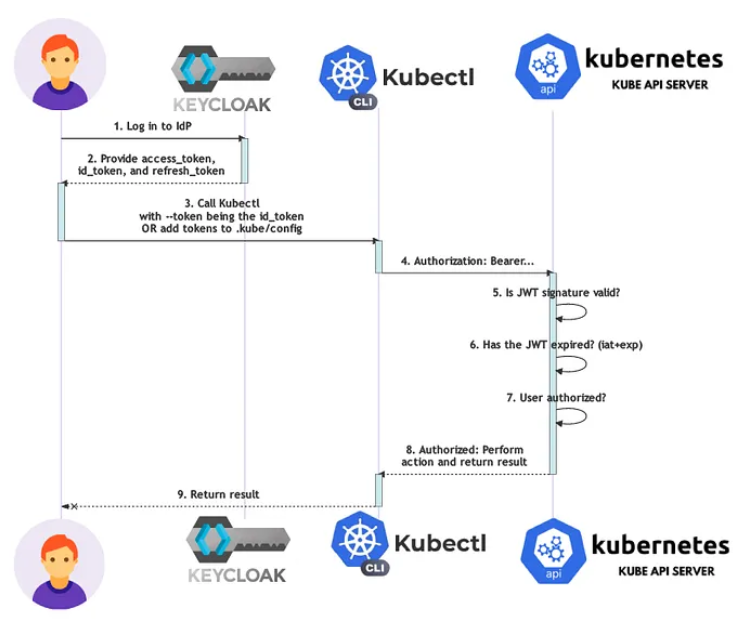 kubernetes
KUBE API SERVER
Kubectl
CLI
api
KEYCLOAK
1. Log in to IdP
2. Provide access_token,
id_token, and refresh_token
3. Call Kubectl
with --token being the id_token
OR add tokens to .kube/config
4. Authorization: Bearer...
5. Is JWT signature valid?
6. Has the JWT expired? (iat+exp)
7. User authorized?
8. Authorized: Perform
action and return result
9. Return result
KEYCLOAK
Kubectl
CLI
api
kubernetes
KUBE API SERVER